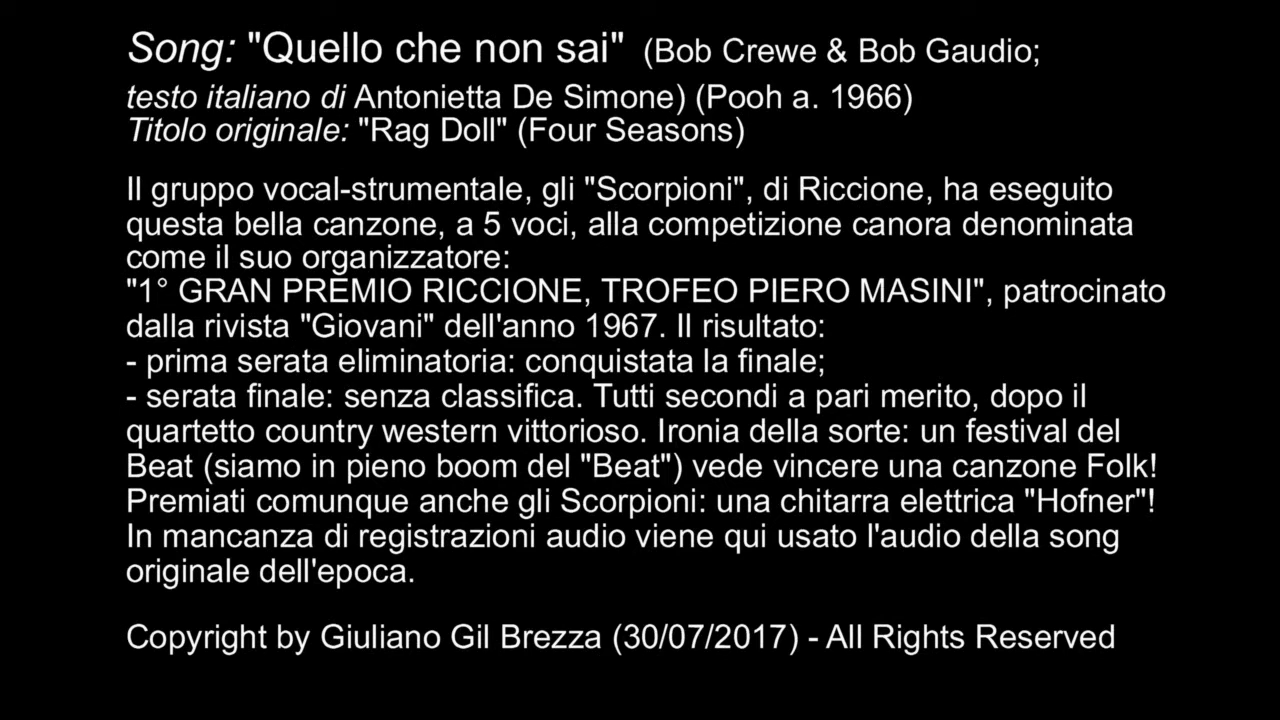 Song: "Quello che non sai" (Bob Crewe & Bob Gaudio;
testo italiano di Antonietta De Simone) (Pooh a. 1966)
Titolo originale: "Rag Doll" (Four Seasons)
Il gruppo vocal-strumentale, gli "Scorpioni", di Riccione, ha eseguito
questa bella canzone, a 5 voci, alla competizione canora denominata
come il suo organizzatore:
"1° GRAN PREMIO RICCIONE, TROFEO PIERO MASINI", patrocinato
dalla rivista "Giovani" dell'anno 1967. Il risultato:
- prima serata eliminatoria: conquistata la finale;
- serata finale: senza classifica. Tutti secondi a pari merito, dopo il
quartetto country western vittorioso. Ironia della sorte: un festival del
Beat (siamo in pieno boom del "Beat") vede vincere una canzone Folk!
Premiati comunque anche gli Scorpioni: una chitarra elettrica "Hofner"!
In mancanza di registrazioni audio viene qui usato l'audio della song
originale dell'epoca.
Copyright by Giuliano Gil Brezza (30/07/2017) - All Rights Reserved